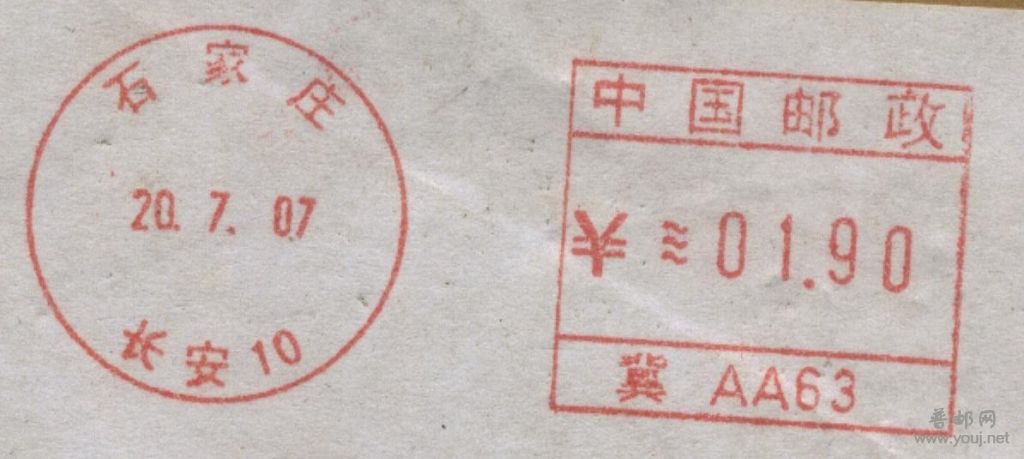 石家庄
20. 7. 07
长安10
中国邮政
¥≈01.90
冀 AA63
普邮网
www.youj.net